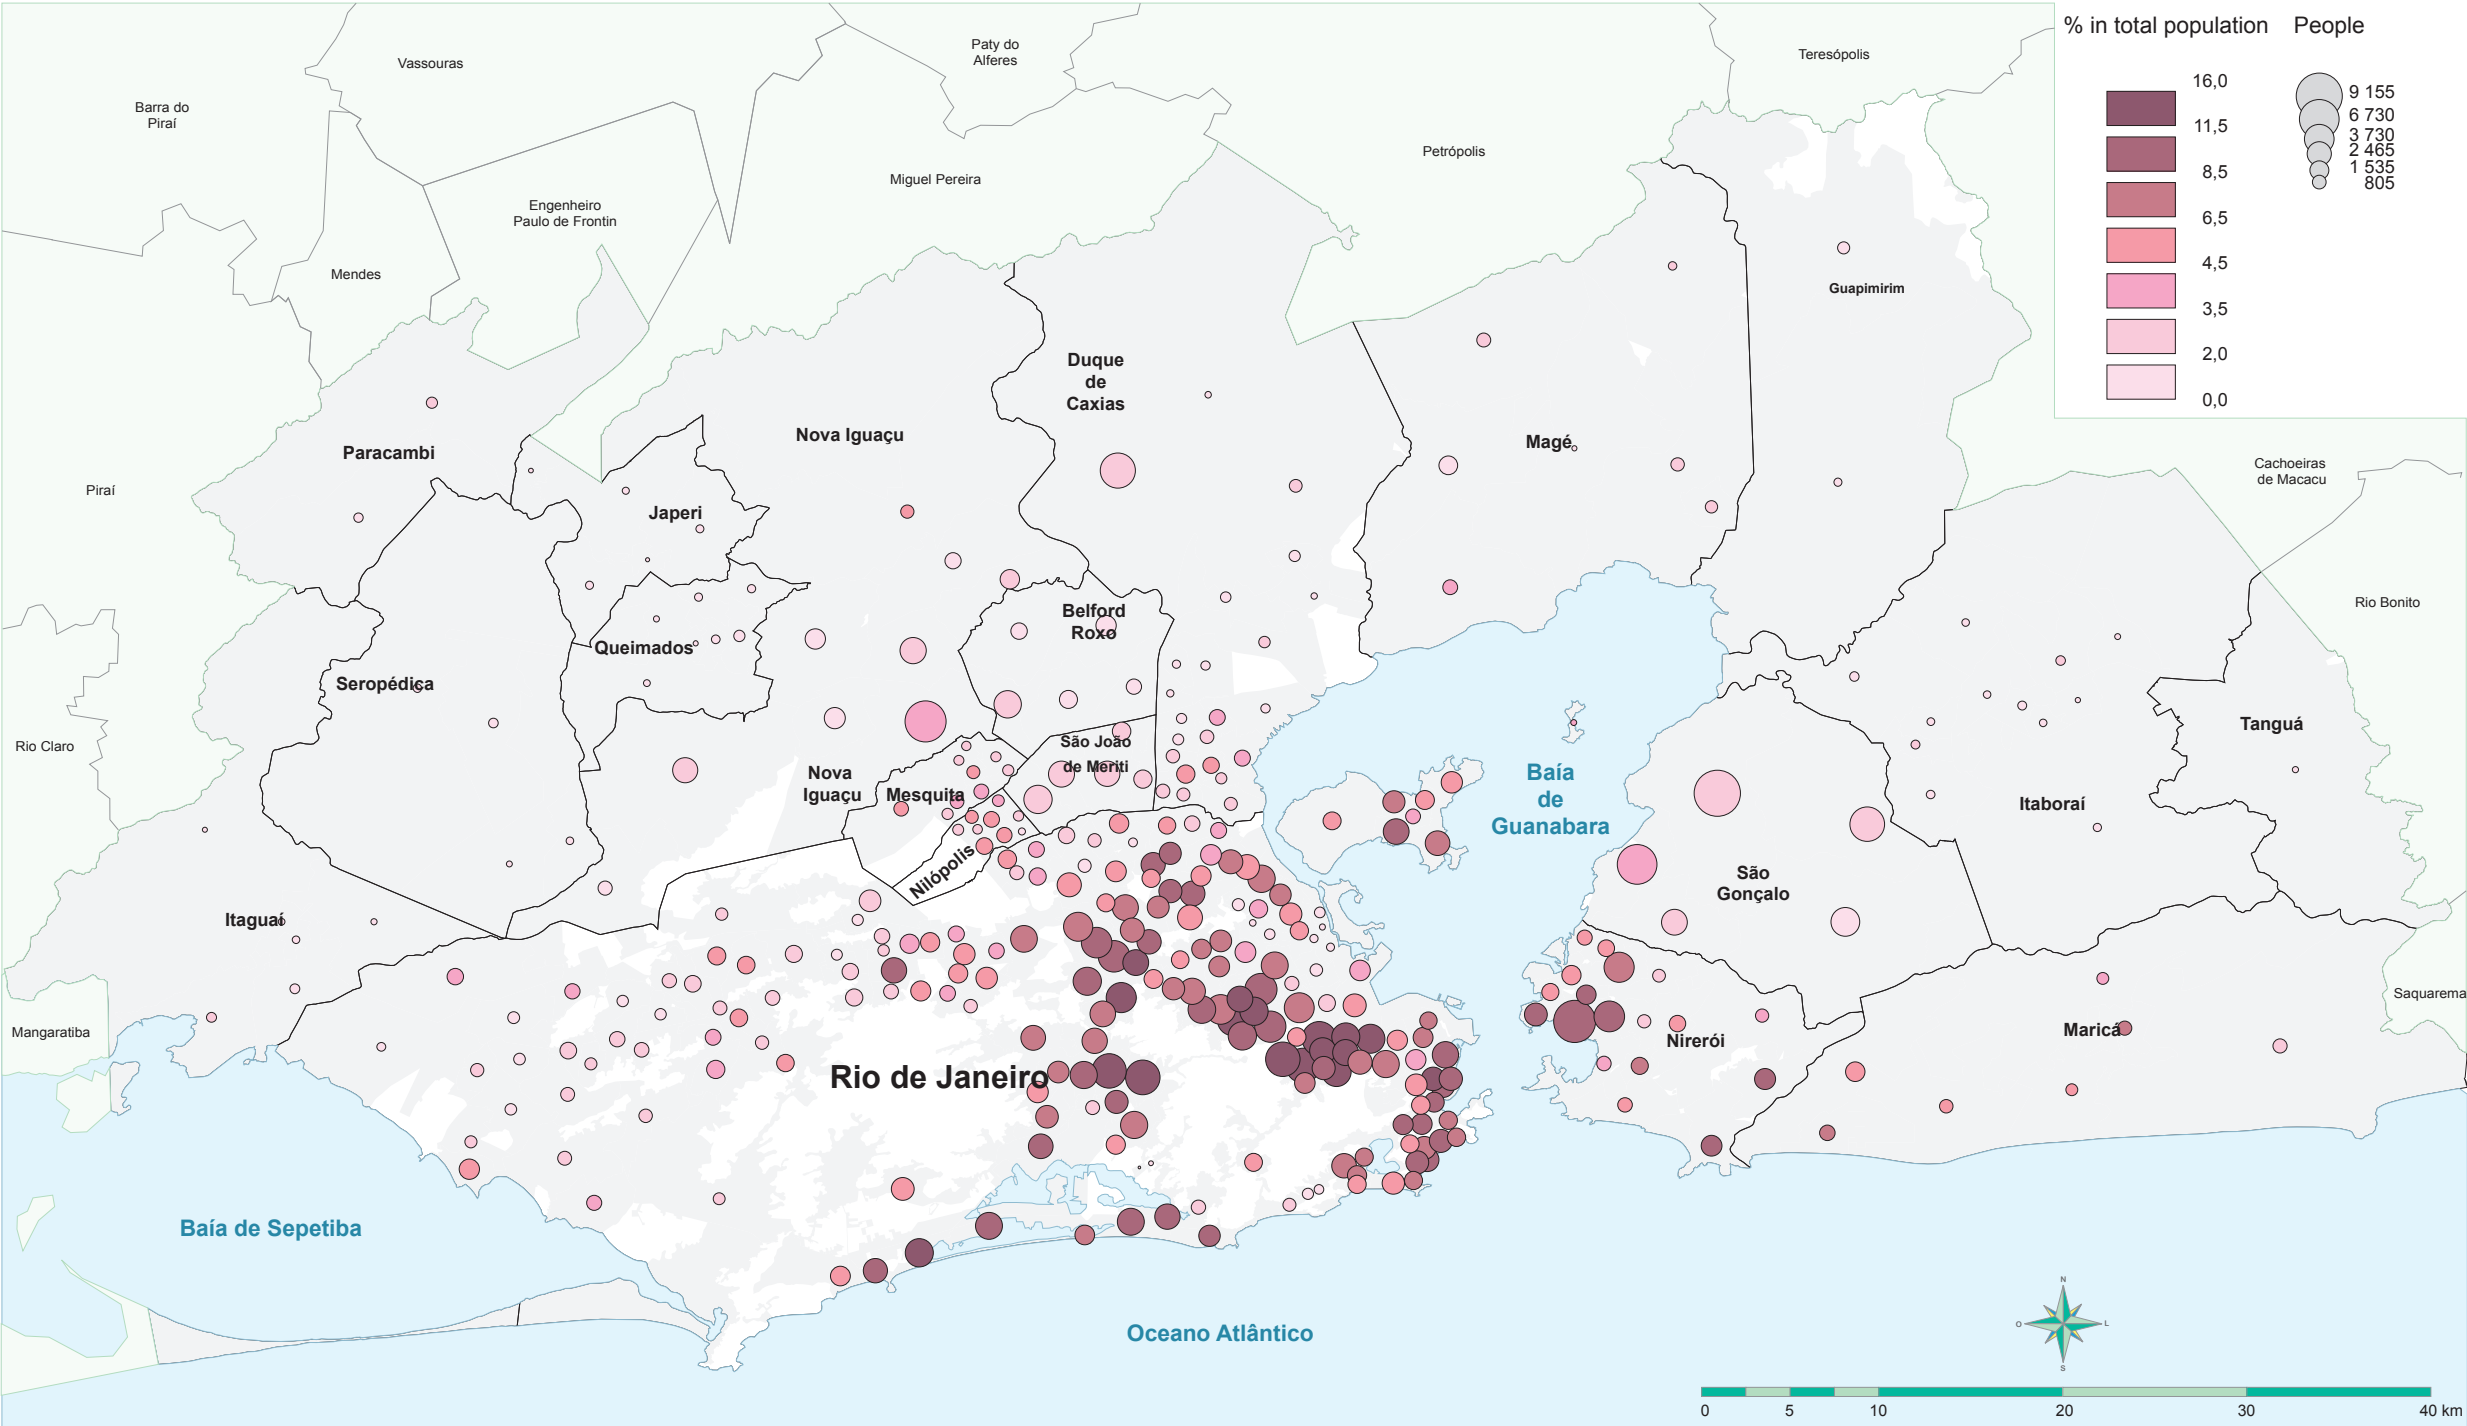 % in total population
People
16,0
11,5
8,5
6,5
4,5
3,5
2,0
0,0
9 155
6 730
3 730
2 465
1 535
805
Vassouras
Paty do
Alferes
Teresópolis
Barra do
Piraí
Petrópolis
Miguel Pereira
Engenheiro
Paulo de Frontin
Mendes
Guapimirim
Duque
de
Caxias
Nova Iguaçu
Magé
Paracambi
Cachoeiras
de Macacu
Piraí
Japeri
Rio Bonito
Belford
Roxo
Queimados
Seropédica
Tanguá
Rio Claro
São João
de Meriti
Nova
Iguaçu
Mesquita
Baía
de
Guanabara
Itaboraí
Nilópolis
São
Gonçalo
Itaguaí
Saquarema
Mangaratiba
Maricá
Nirerói
Rio de Janeiro
Baía de Sepetiba
Oceano Atlântico
N
O
L
S
0
5
10
20
30
40 km